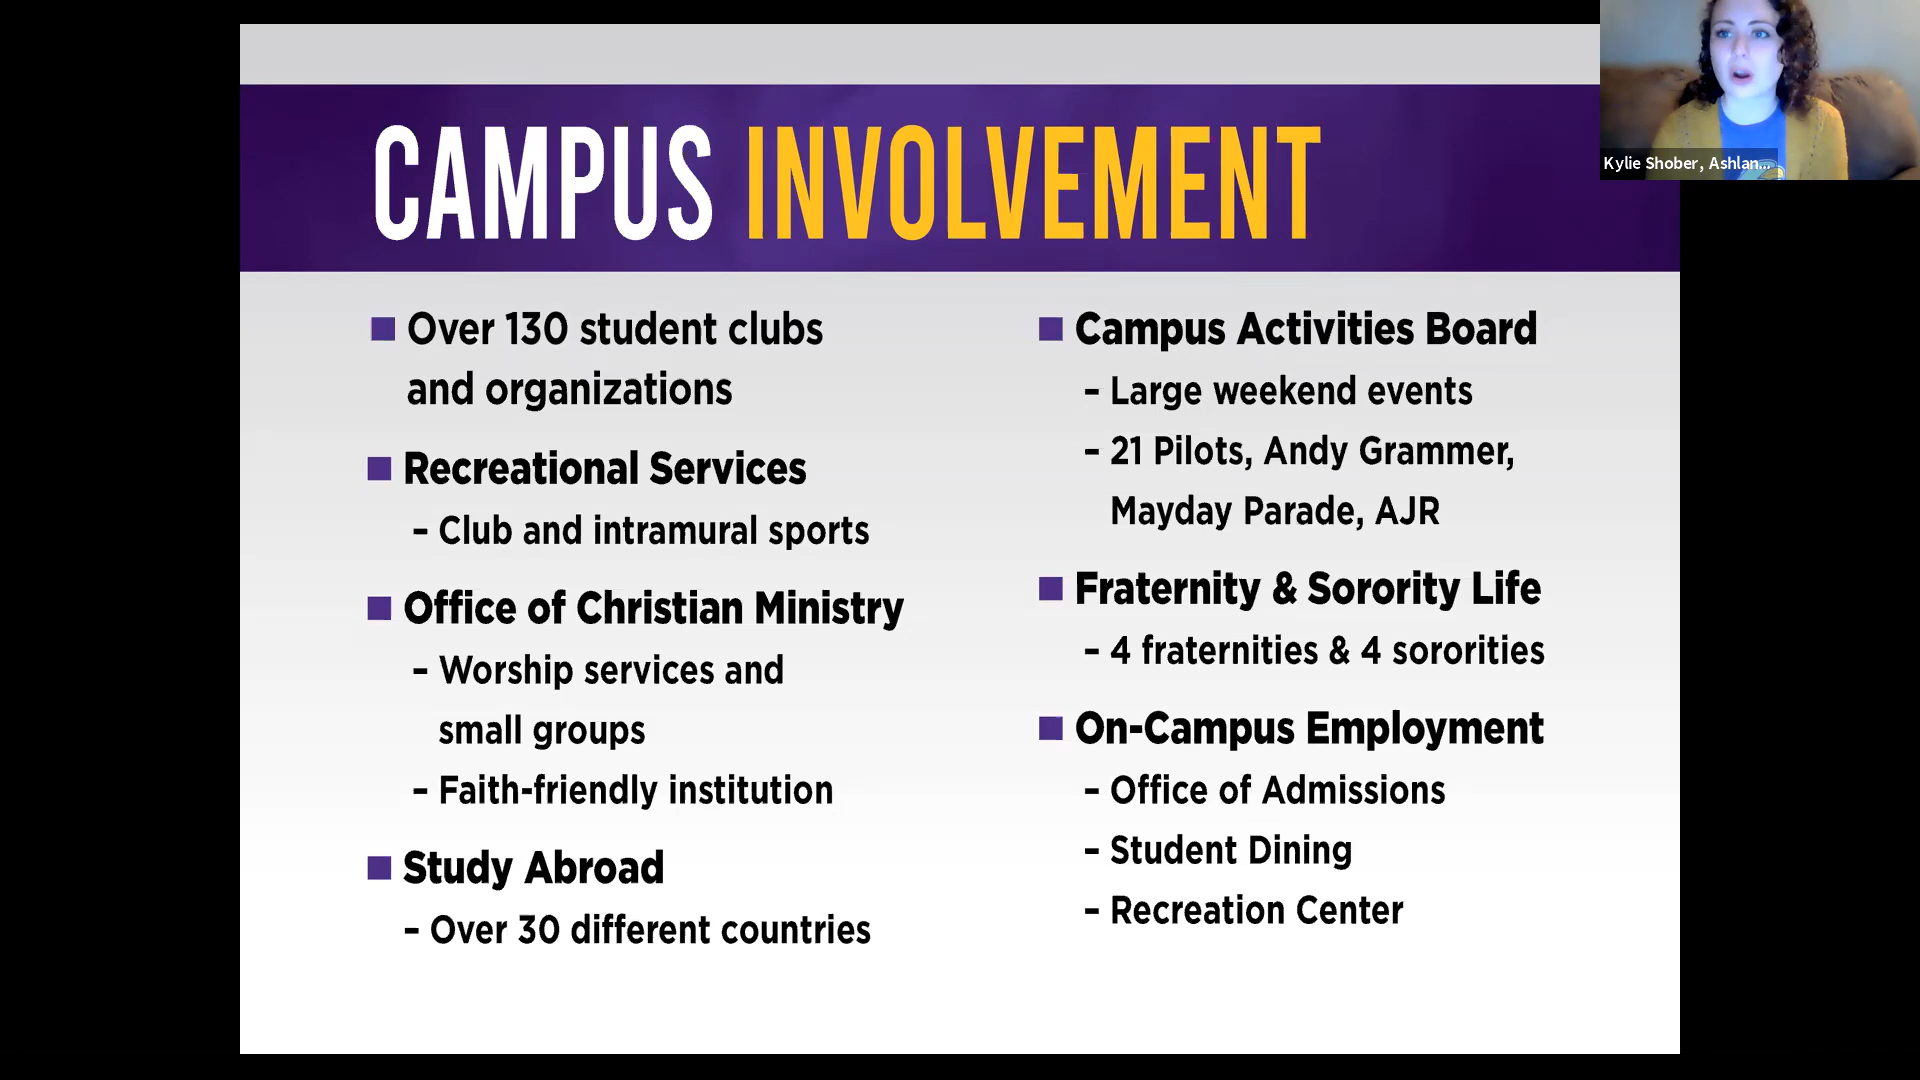 CAMPUS INVOLVEMENT
Over 130 student clubs
and organizations
Recreational Services
– Club and intramural sports
Office of Christian Ministry
– Worship services and
small groups
– Faith-friendly institution
Study Abroad
– Over 30 different countries
Campus Activities Board
– Large weekend events
– 21 Pilots, Andy Grammer,
Mayday Parade, AJR
Fraternity & Sorority Life
– 4 fraternities & 4 sororities
On-Campus Employment
– Office of Admissions
– Student Dining
– Recreation Center
Kylie Shober, Ashlan...